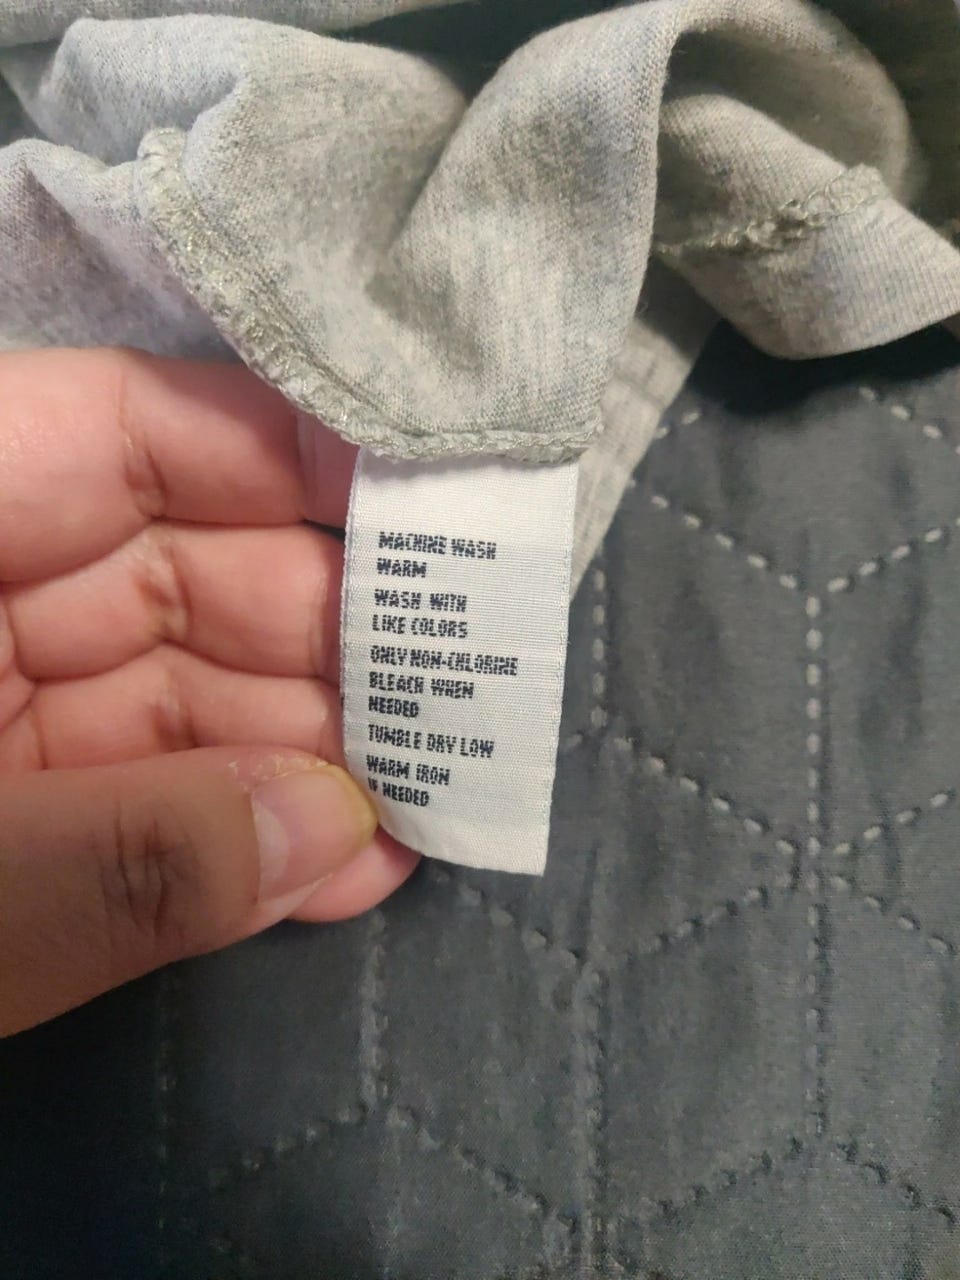 MACHINE WASH
WARM
WASH WITH
LIKE COLORS
ONLY NON-CHLORINE
BLEACH WHEN
NEEDED
TUMBLE DRY LOW
WARM IRON
IF NEEDED